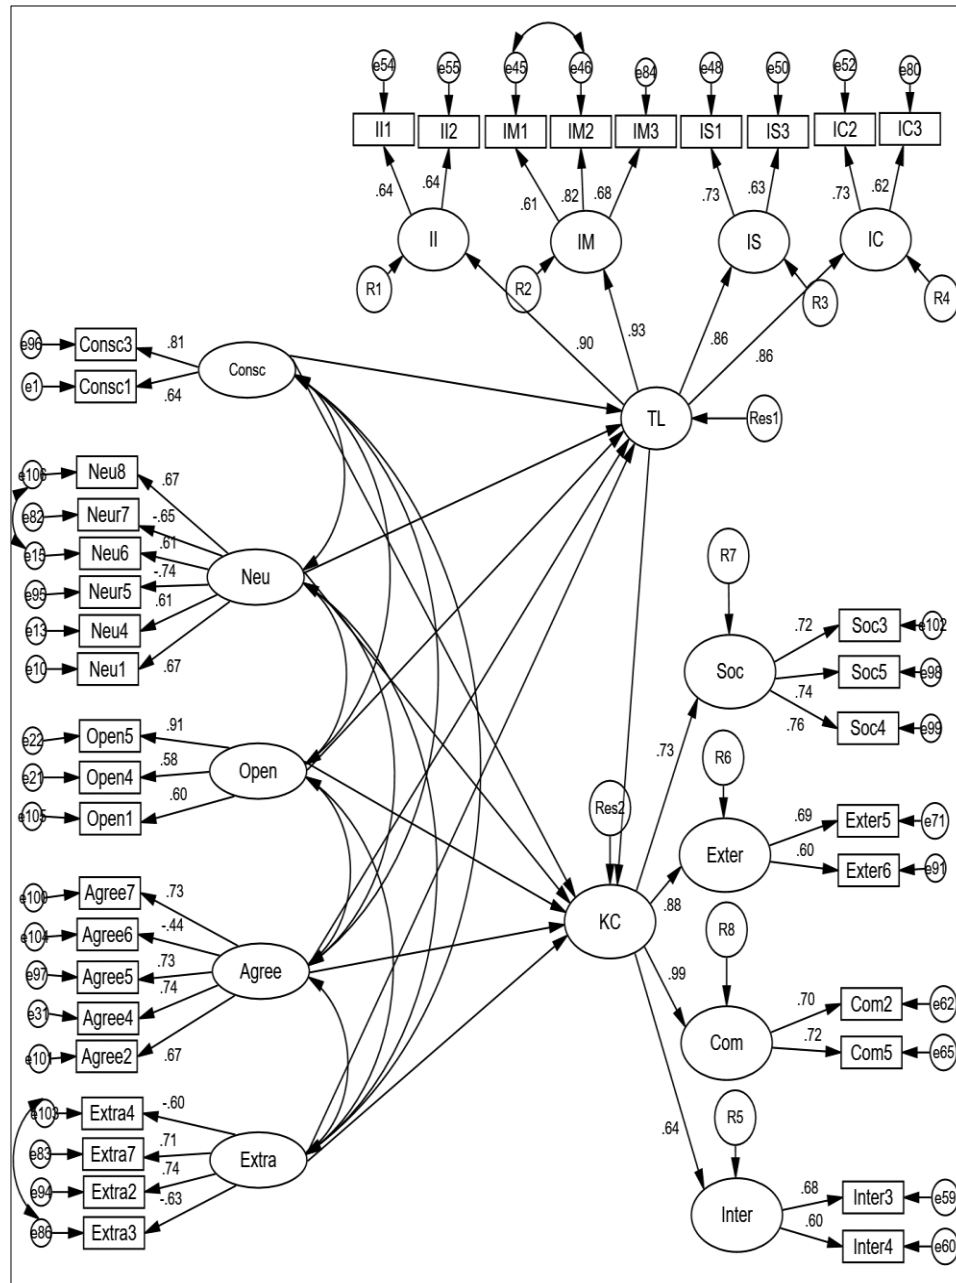 e54 e55 e45 e46 e84 e48 e50 e52 e80
II1 II2 IM1 IM2 IM3 IS1 IS3 IC2 IC3
.64 .64 .61 .82 .68 .73 .63 .73 .62
II IM IS IC
R1 R2 R3 R4
.90 .93 .86 .86
TL Res1
e96 Consc3 .81
e1 Consc1 .64
Consc
e106 Neu8 .67
e82 Neur7 -.65
e15 Neu6 .61
e95 Neur5 -.74
e13 Neu4 .61
e10 Neu1 .67
Neu
e22 Open5 .91
e21 Open4 .58
e105 Open1 .60
Open
e100 Agree7 .73
e104 Agree6 -.44
e97 Agree5 .73
e31 Agree4 .74
e101 Agree2 .67
Agree
e103 Extra4 -.60
e83 Extra7 .71
e94 Extra2 .74
e86 Extra3 -.63
Extra
Res2
KC
.73
.88
.99
.64
R7
Soc
.72 Soc3 e102
.74 Soc5 e98
.76 Soc4 e99
R6
Exter
.69 Exter5 e71
.60 Exter6 e91
R8
Com
.70 Com2 e62
.72 Com5 e65
R5
Inter
.68 Inter3 e59
.60 Inter4 e60